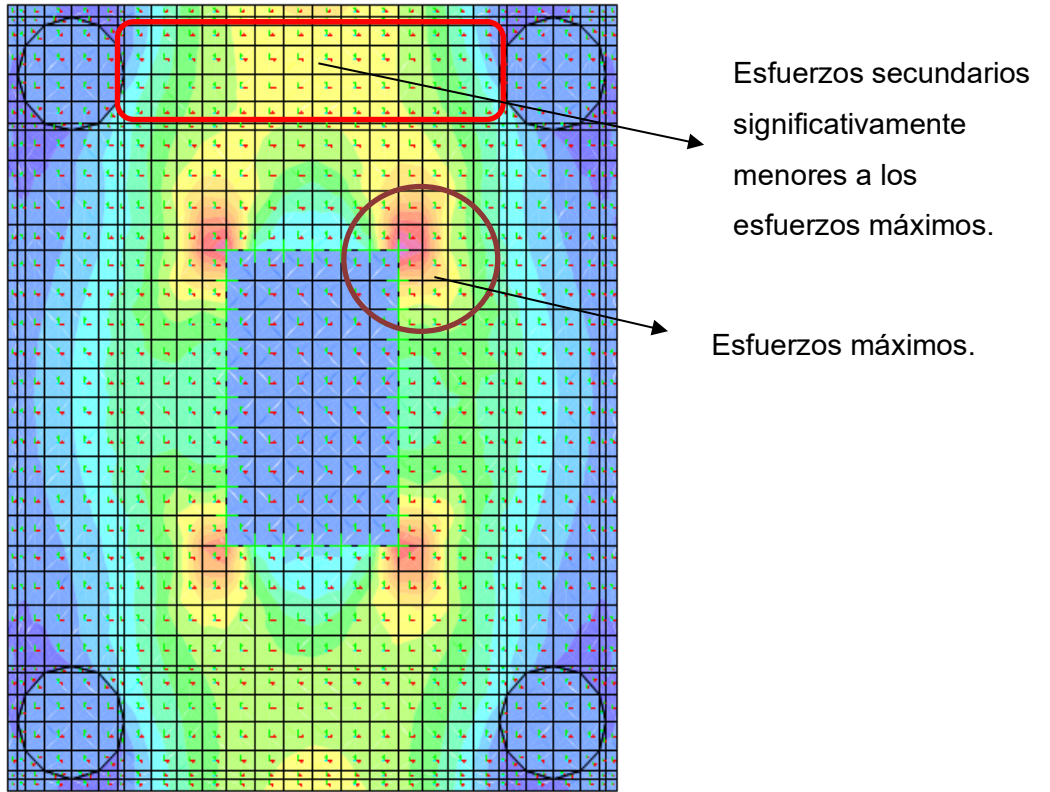 Esfuerzos secundarios
significativamente
menores a los
esfuerzos máximos.
Esfuerzos máximos.